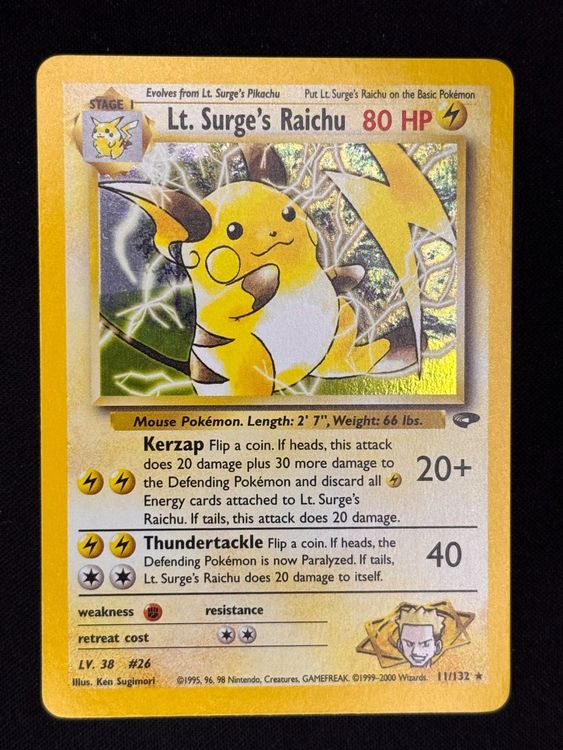 Evolves from Lt. Surge's Pikachu Put Lt. Surge's Raichu on the Basic Pokémon
STAGE 1
Lt. Surge's Raichu 80 HP
Mouse Pokémon. Length: 2' 7", Weight: 66 lbs.
Kerzap Flip a coin. If heads, this attack
does 20 damage plus 30 more damage to
the Defending Pokémon and discard all
Energy cards attached to Lt. Surge's
Raichu. If tails, this attack does 20 damage.
20+
Thundertackle Flip a coin. If heads, the
Defending Pokémon is now Paralyzed. If tails,
Lt. Surge's Raichu does 20 damage to itself.
40
weakness resistance
retreat cost
LV. 38 #26
Illus. Ken Sugimori ©1995, 96, 98 Nintendo, Creatures, GAMEFREAK. ©1999-2000 Wizards. 11/132 ★